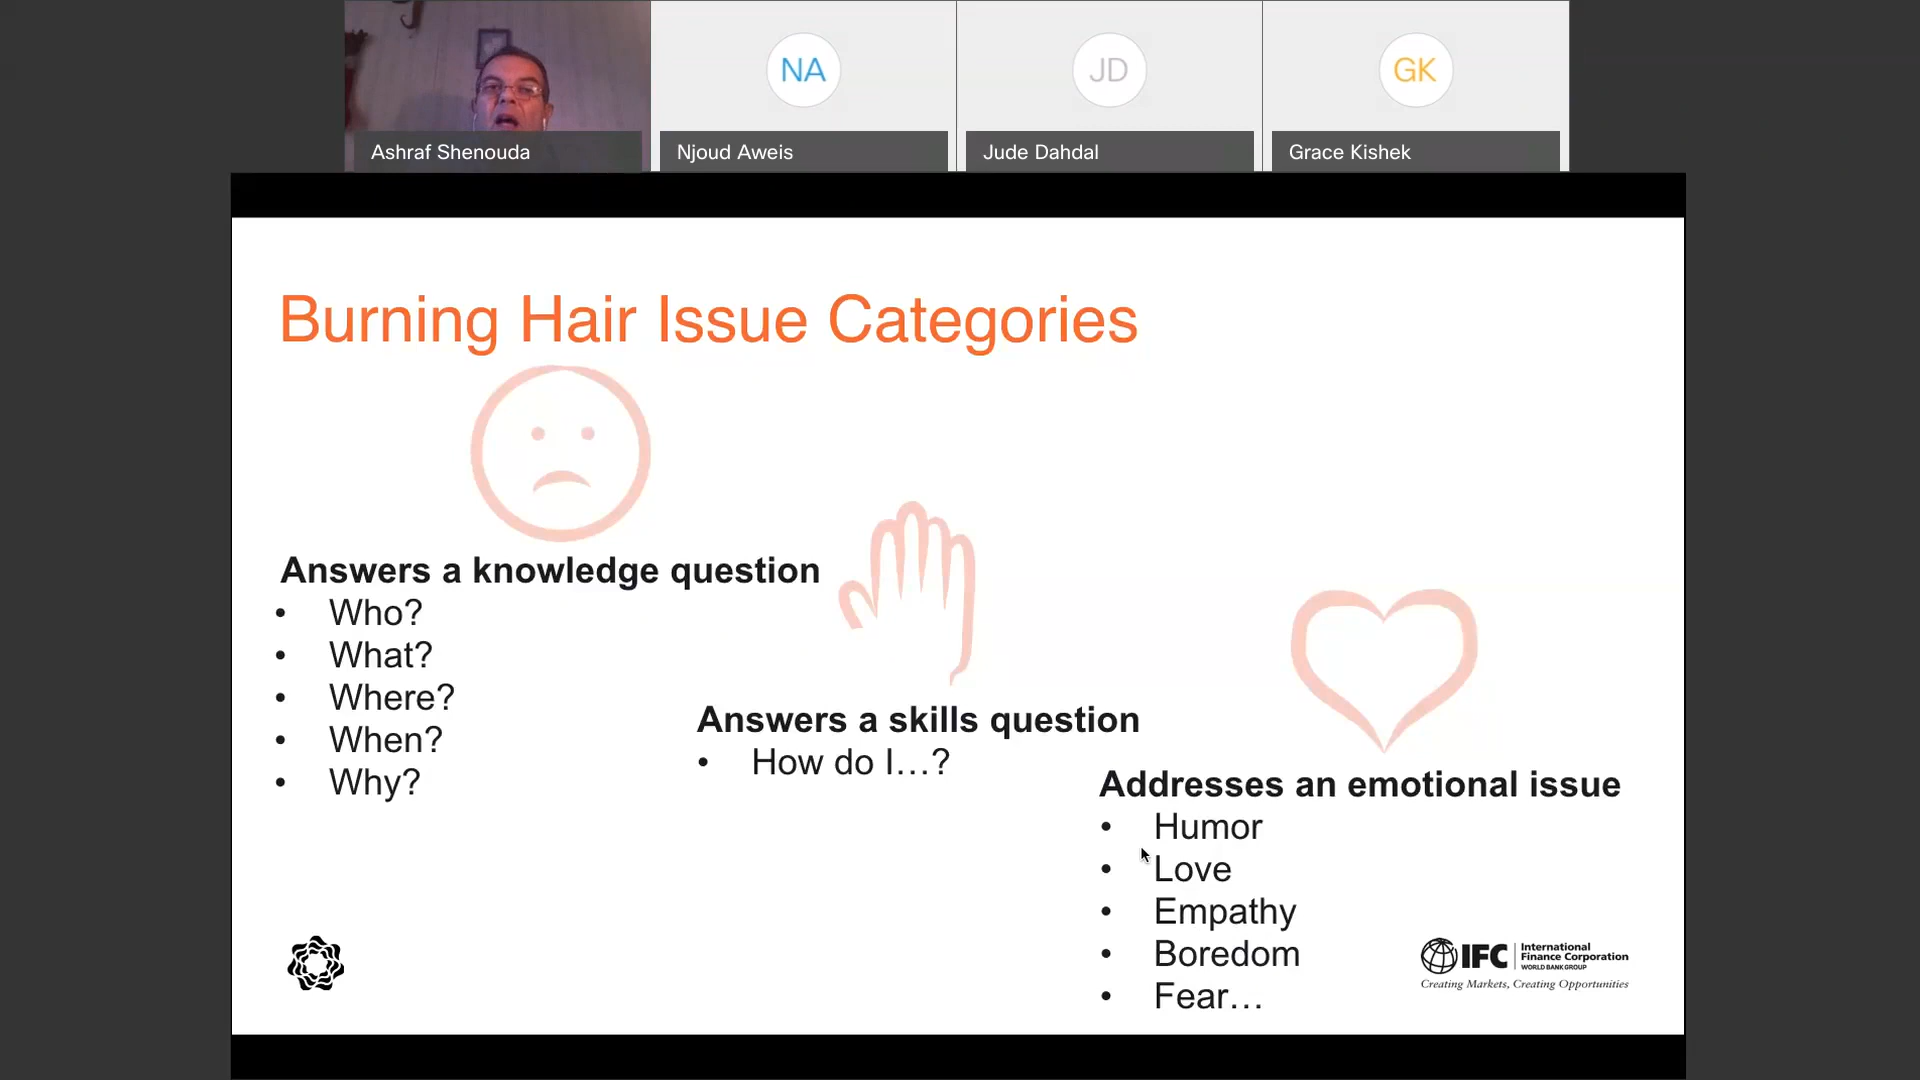 NA
JD
GK
Ashraf Shenouda
Njoud Aweis
Jude Dahdal
Grace Kishek
Burning Hair Issue Categories
Answers a knowledge question
• Who?
• What?
• Where?
• When?
• Why?
Answers a skills question
• How do I…?
Addresses an emotional issue
• Humor
• Love
• Empathy
• Boredom
• Fear…
IFC
International
Finance Corporation
WORLD BANK GROUP
Creating Markets, Creating Opportunities